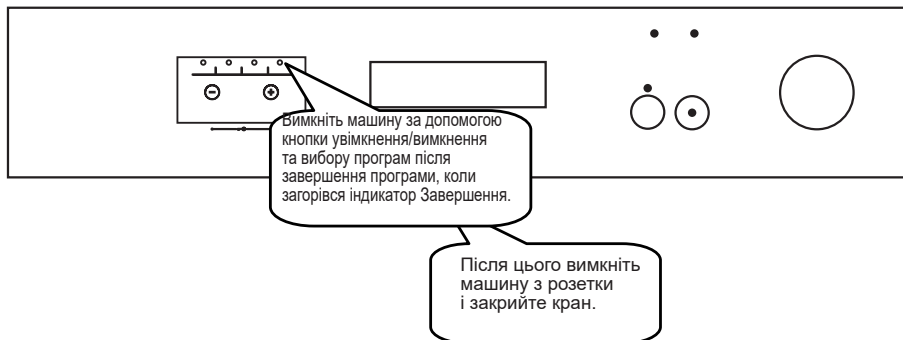 Вимкніть машину за допомогою
кнопки увімкнення/вимкнення
та вибору програм після
завершення програми, коли
загорівся індикатор Завершення.
Після цього вимкніть
машину з розетки
і закрийте кран.